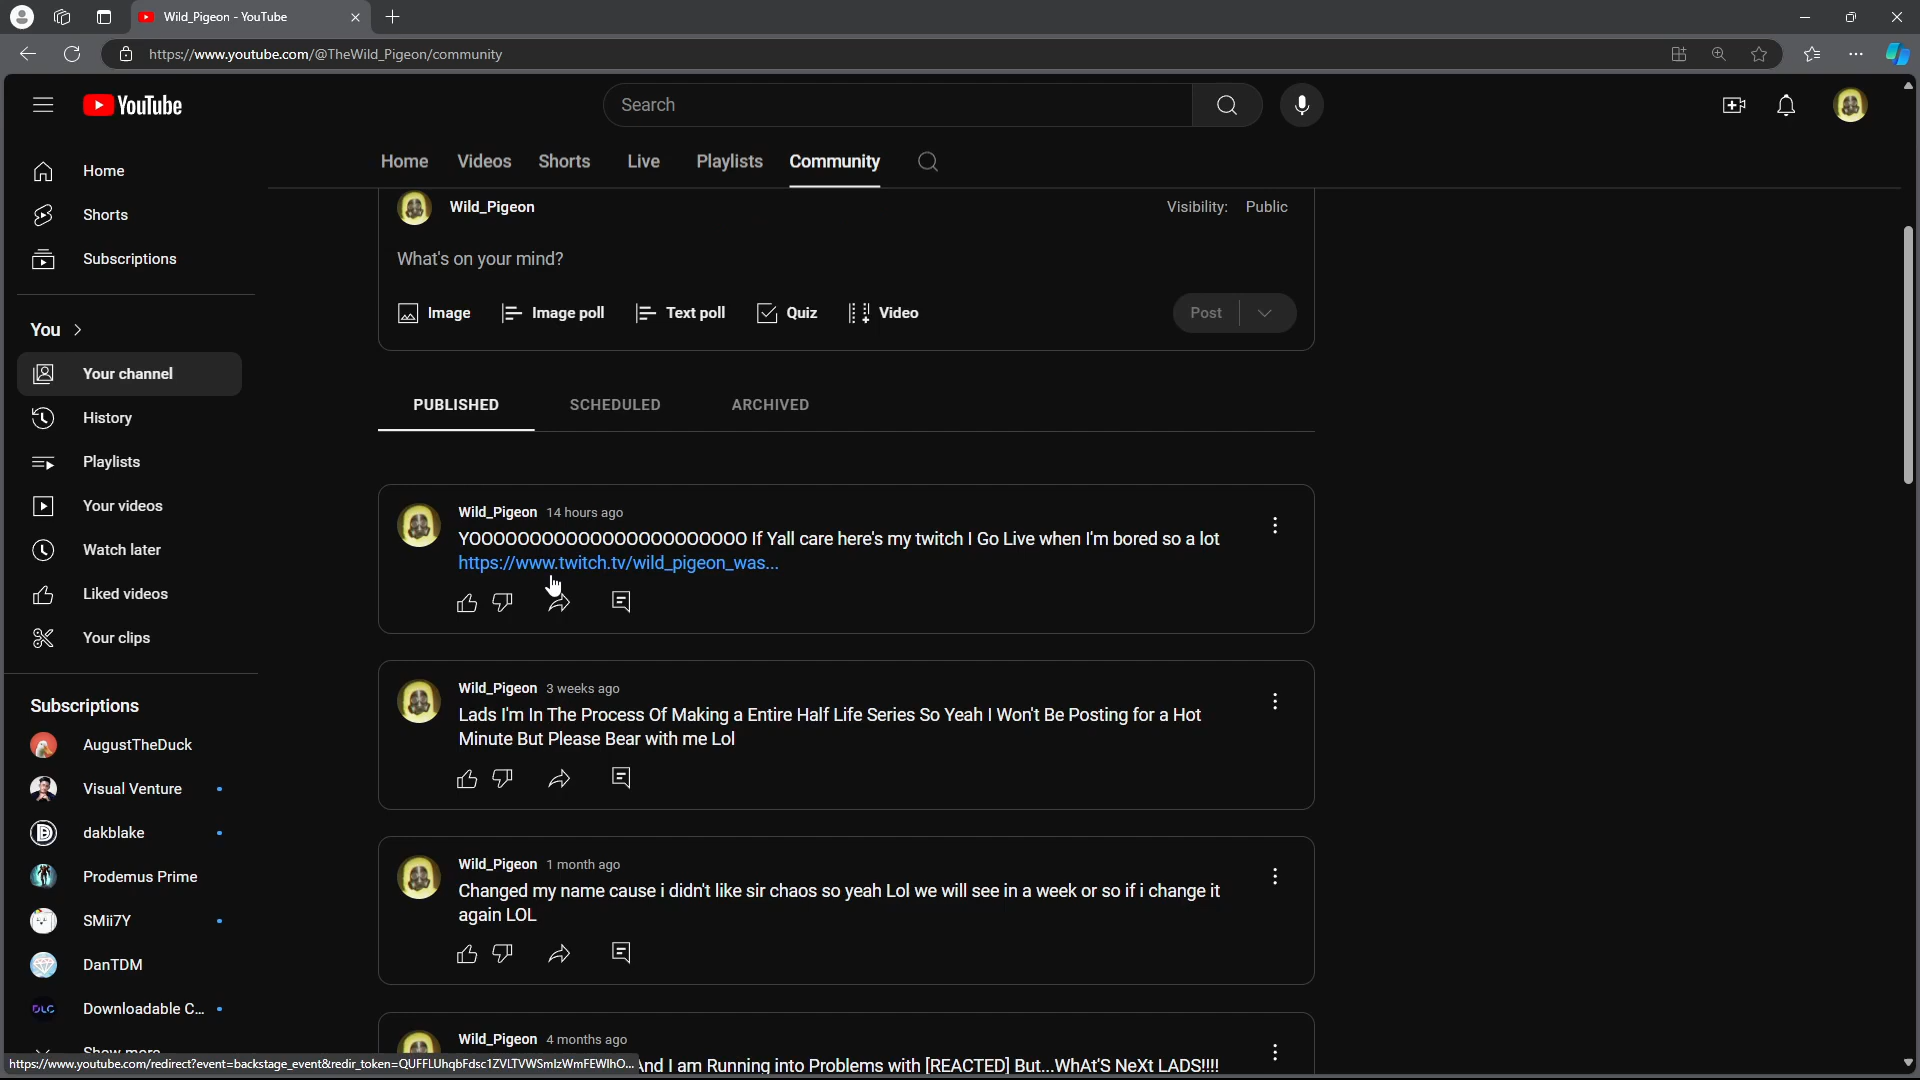 Wild_Pigeon - YouTube
https://www.youtube.com/@TheWild_Pigeon/community
YouTube
Search
Home Videos Shorts Live Playlists Community
Home
Shorts
Subscriptions
You
Your channel
History
Playlists
Your videos
Watch later
Liked videos
Your clips
Subscriptions
AugustTheDuck
Visual Venture
dakblake
Prodemus Prime
SMii7Y
DanTDM
DLC Downloadable C...
Show more
Wild_Pigeon Visibility: Public
What's on your mind?
Image Image poll Text poll Quiz Video Post
PUBLISHED SCHEDULED ARCHIVED
Wild_Pigeon 14 hours ago
YOOOOOOOOOOOOOOOOOOOOOOO If Yall care here's my twitch I Go Live when I'm bored so a lot
https://www.twitch.tv/wild_pigeon_was...
Wild_Pigeon 3 weeks ago
Lads I'm In The Process Of Making a Entire Half Life Series So Yeah I Won't Be Posting for a Hot
Minute But Please Bear with me Lol
Wild_Pigeon 1 month ago
Changed my name cause i didn't like sir chaos so yeah Lol we will see in a week or so if i change it
again LOL
Wild_Pigeon 4 months ago
And I am Running into Problems with [REACTED] But...WhAt'S NeXt LADS!!!!